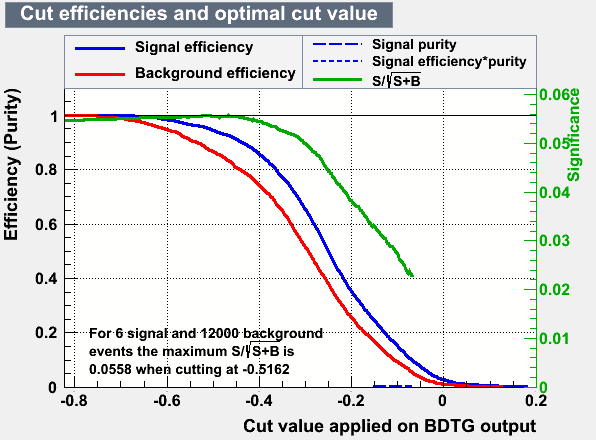 Cut efficiencies and optimal cut value
Signal efficiency
Background efficiency
Signal purity
Signal efficiency*purity
S/√S+B
Efficiency (Purity)
1
0.8
0.6
0.4
0.2
0
0.06
0.05
0.04
0.03
0.02
0.01
0
Significance
For 6 signal and 12000 background
events the maximum S/√S+B is
0.0558 when cutting at -0.5162
-0.8 -0.6 -0.4 -0.2 0 0.2
Cut value applied on BDTG output